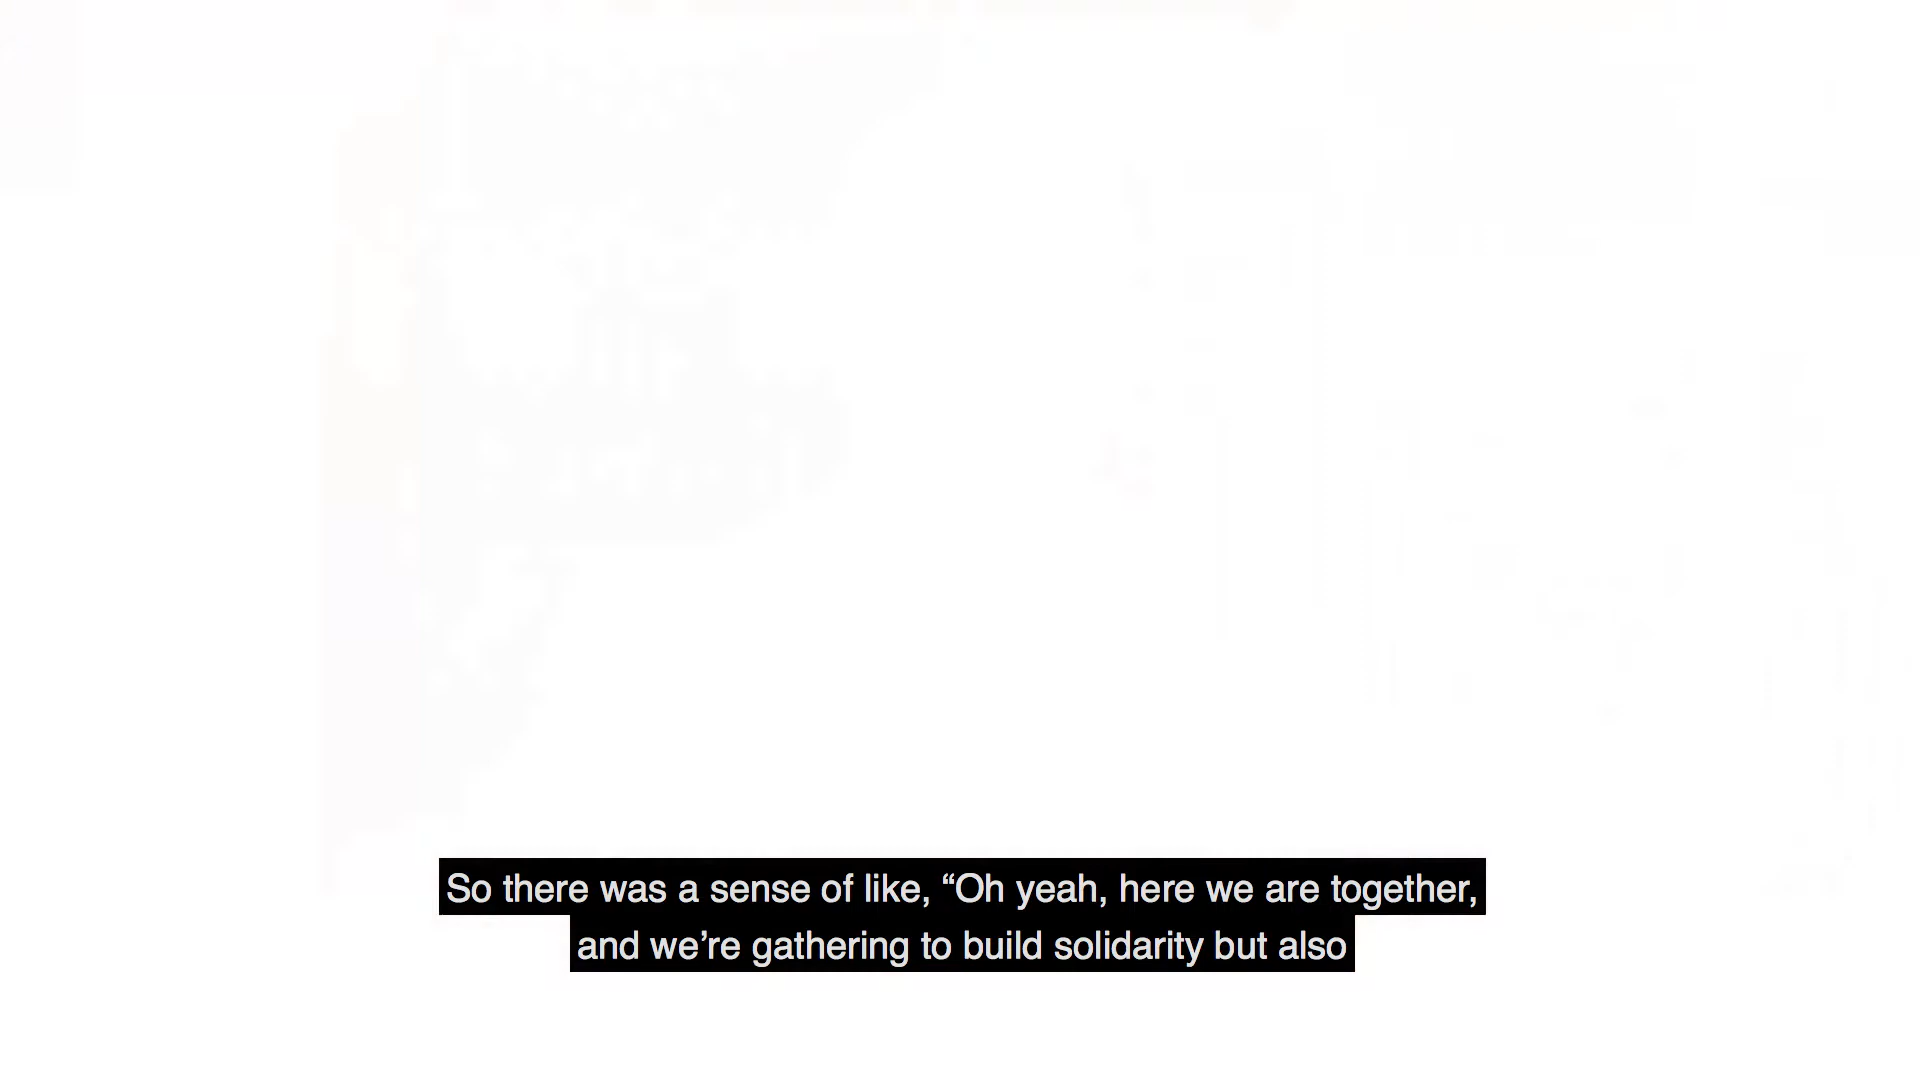 So there was a sense of like, “Oh yeah, here we are together,
and we’re gathering to build solidarity but also